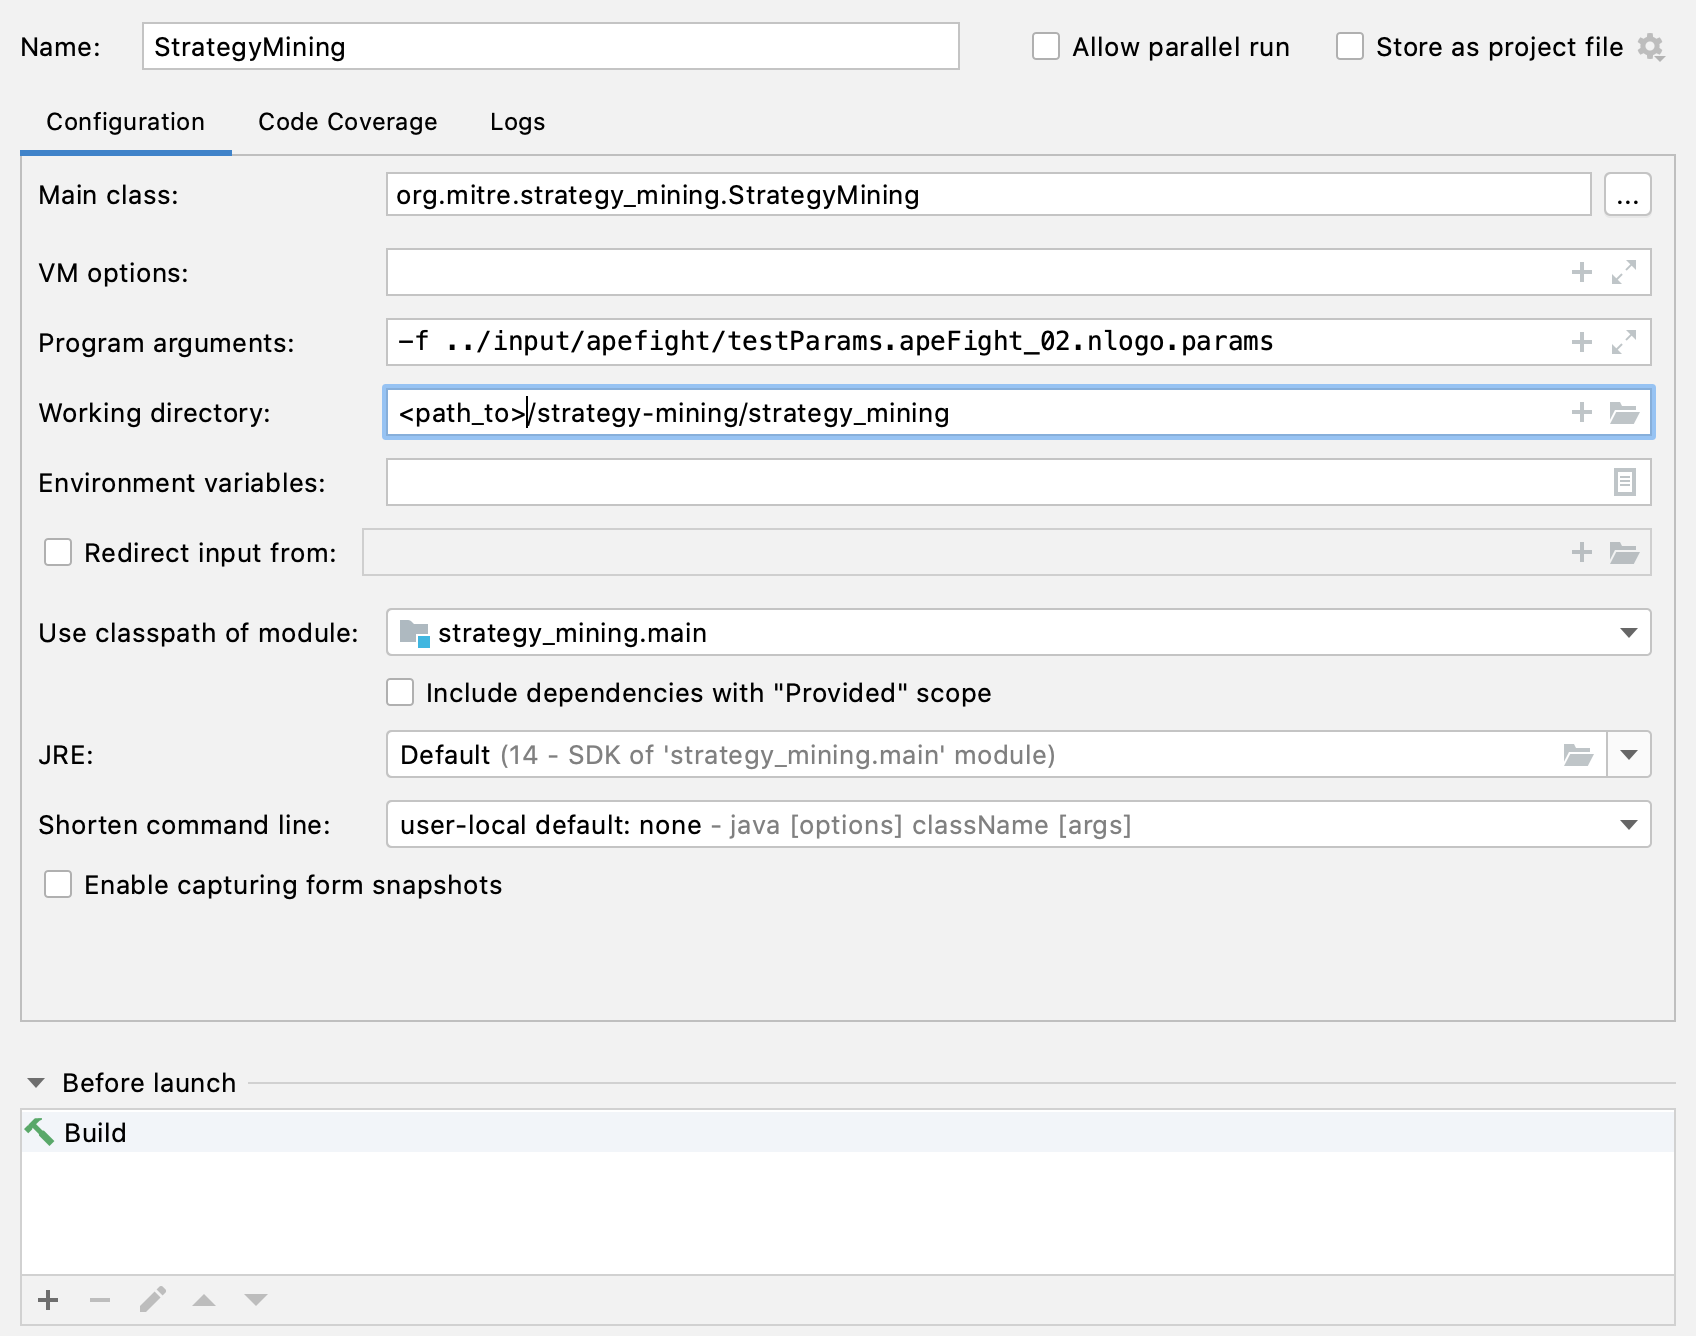 Name: StrategyMining Allow parallel run Store as project file
Configuration Code Coverage Logs
Main class: org.mitre.strategy_mining.StrategyMining ...
VM options:
Program arguments: -f ../input/apefight/testParams.apeFight_02.nlogo.params
Working directory: <path_to>/strategy-mining/strategy_mining
Environment variables:
Redirect input from:
Use classpath of module: strategy_mining.main
Include dependencies with "Provided" scope
JRE: Default (14 - SDK of 'strategy_mining.main' module)
Shorten command line: user-local default: none - java [options] className [args]
Enable capturing form snapshots
Before launch
Build